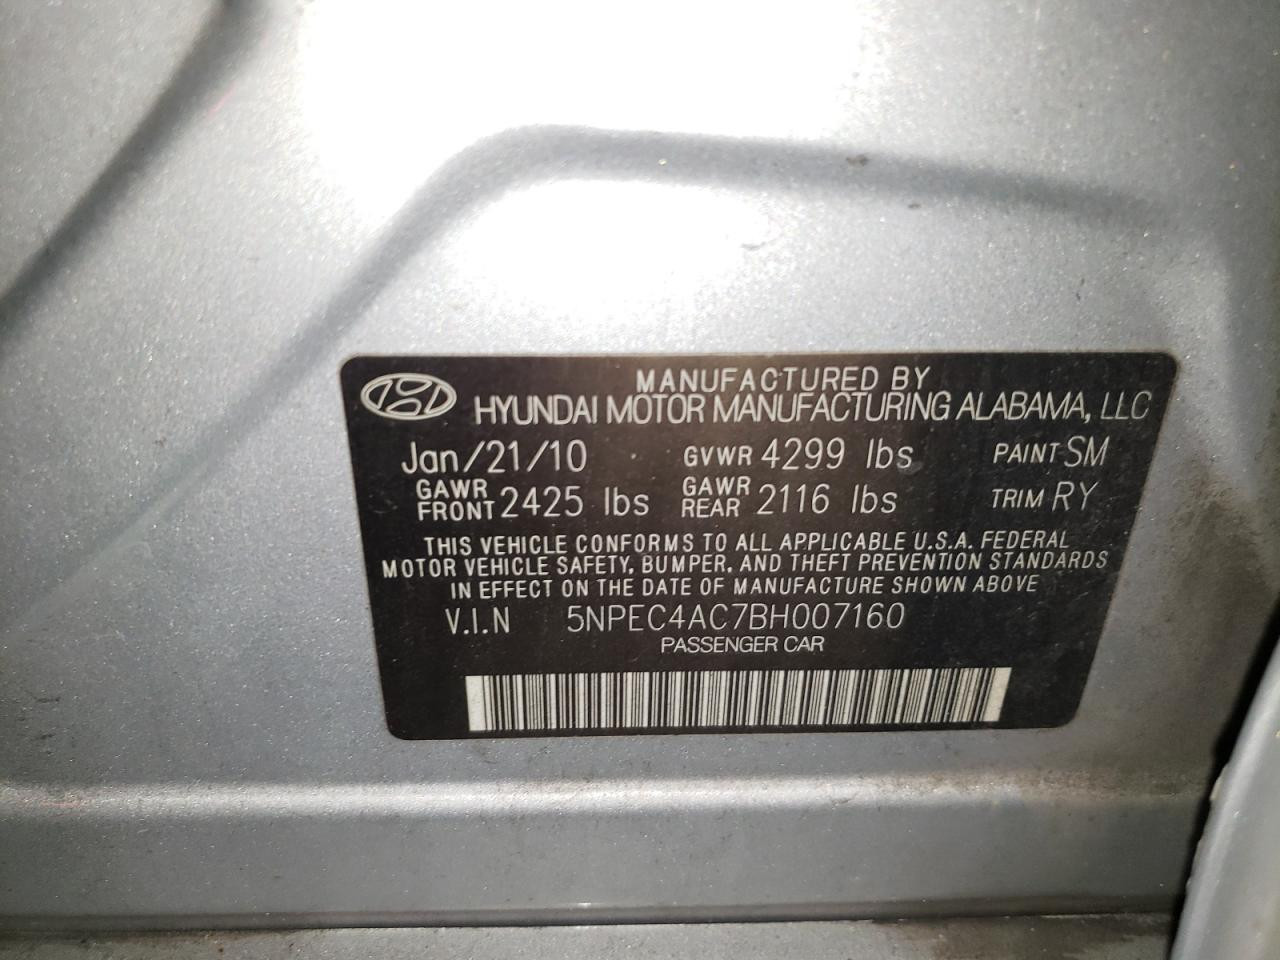 MANUFACTURED BY
HYUNDAI MOTOR MANUFACTURING ALABAMA, LLC
Jan/21/10 GVWR 4299 lbs PAINT SM
GAWR FRONT 2425 lbs GAWR REAR 2116 lbs TRIM RY
THIS VEHICLE CONFORMS TO ALL APPLICABLE U.S.A. FEDERAL
MOTOR VEHICLE SAFETY, BUMPER, AND THEFT PREVENTION STANDARDS
IN EFFECT ON THE DATE OF MANUFACTURE SHOWN ABOVE
V.I.N 5NPEC4AC7BH007160
PASSENGER CAR